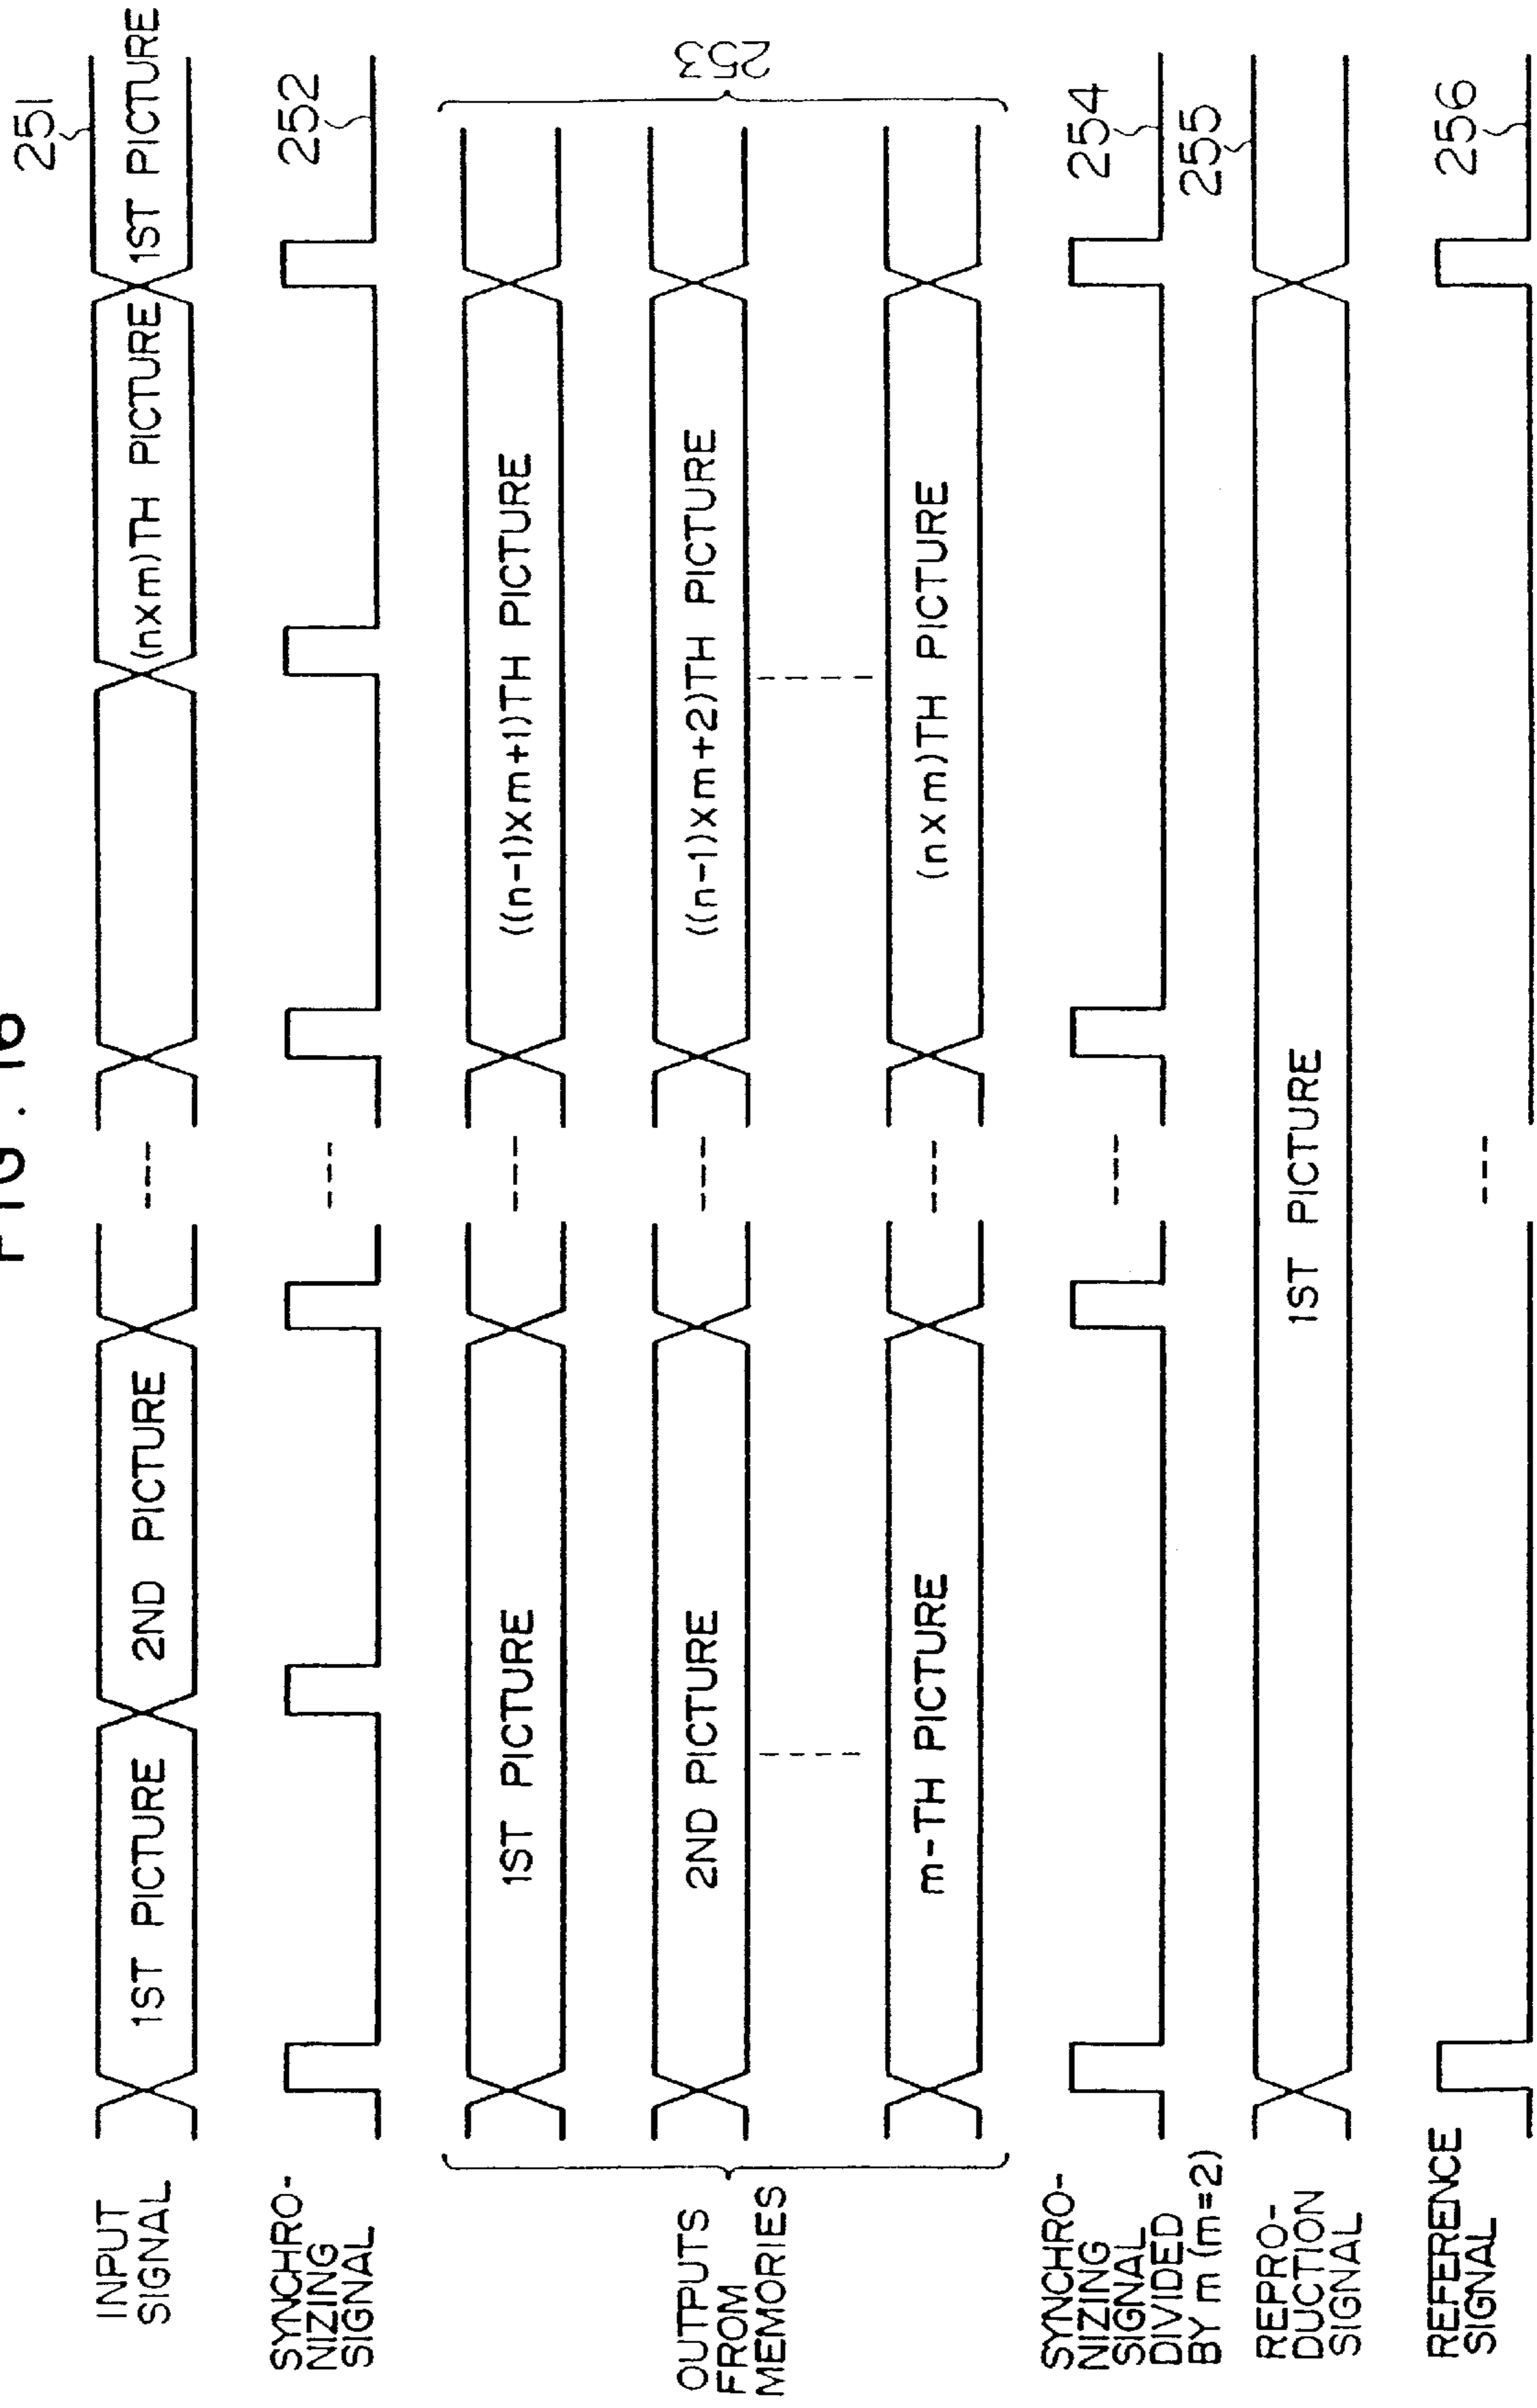 FIG.
INPUT
SIGNAL
1ST PICTURE
2ND PICTURE
(n×m)TH PICTURE
1ST PICTURE
251
SYNCHRO-
NIZING
SIGNAL
252
OUTPUTS
FROM
MEMORIES
1ST PICTURE
((n-1)×m+1)TH PICTURE
2ND PICTURE
((n-1)×m+2)TH PICTURE
m-TH PICTURE
(n×m)TH PICTURE
253
SYNCHRO-
NIZING
SIGNAL
DIVIDED
BY m (m=2)
254
REPRO-
DUCTION
SIGNAL
1ST PICTURE
255
REFERENCE
SIGNAL
256